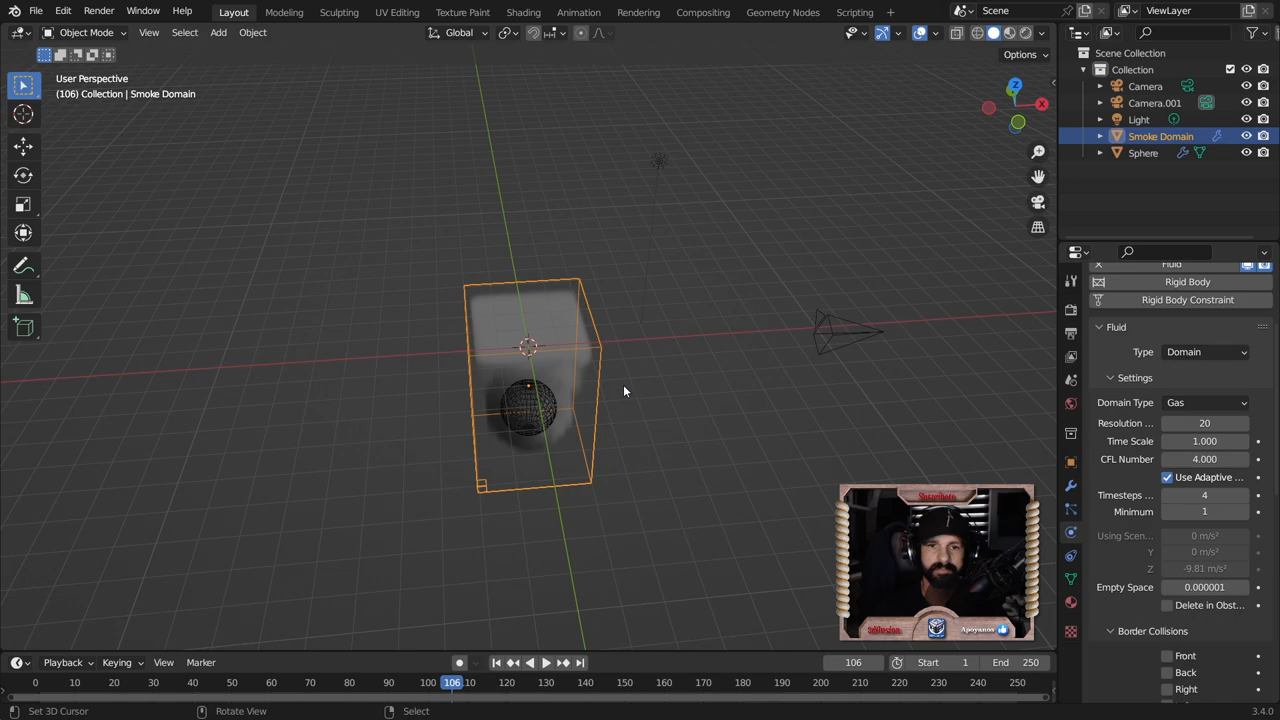 File Edit Render Window Help Layout Modeling Sculpting UV Editing Texture Paint Shading Animation Rendering Compositing Geometry Nodes Scripting Scene ViewLayer
Object Mode View Select Add Object Global
Options
User Perspective
(106) Collection | Smoke Domain
Z
X
Scene Collection
Collection
Camera
Camera.001
Light
Smoke Domain
Sphere
Fluid
Rigid Body
Rigid Body Constraint
Fluid
Type Domain
Settings
Domain Type Gas
Resolution ... 20
Time Scale 1.000
CFL Number 4.000
Use Adaptive ...
Timesteps ... 4
Minimum 1
Using Scen... 0 m/s²
Y 0 m/s²
Z -9.81 m/s²
Empty Space 0.000001
Delete in Obst...
Border Collisions
Front
Back
Right
Apoyanos
Playback Keying View Marker 106 Start 1 End 250
0 10 20 30 40 50 60 70 80 90 100 106 110 120 130 140 150 160 170 180 190 200 210 220 230 240 250
Set 3D Cursor Rotate View Select 3.4.0